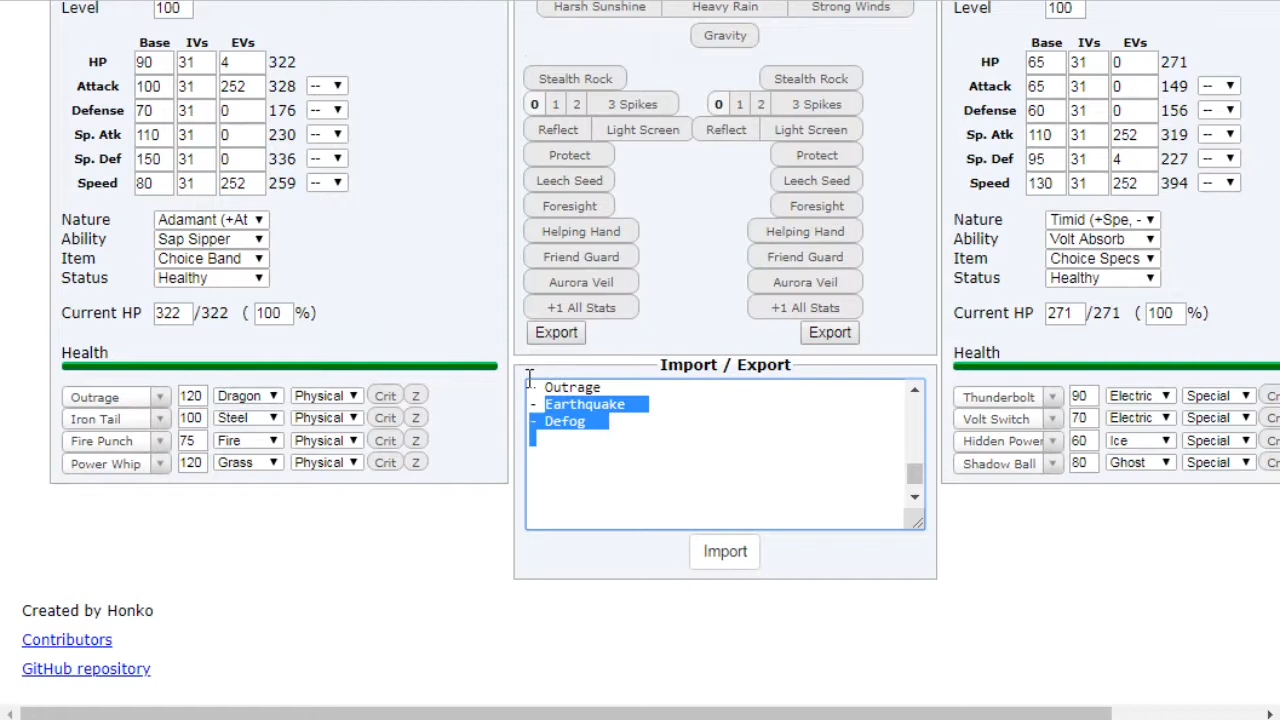 Level 100
Base IVs EVs
HP 90 31 4 322
Attack 100 31 252 328 --
Defense 70 31 0 176 --
Sp. Atk 110 31 0 230 --
Sp. Def 150 31 0 336 --
Speed 80 31 252 259 --
Nature Adamant (+At
Ability Sap Sipper
Item Choice Band
Status Healthy
Current HP 322 /322 ( 100 %)
Health
Outrage 120 Dragon Physical Crit Z
Iron Tail 100 Steel Physical Crit Z
Fire Punch 75 Fire Physical Crit Z
Power Whip 120 Grass Physical Crit Z
Harsh Sunshine Heavy Rain Strong Winds
Gravity
Stealth Rock Stealth Rock
0 1 2 3 Spikes 0 1 2 3 Spikes
Reflect Light Screen Reflect Light Screen
Protect Protect
Leech Seed Leech Seed
Foresight Foresight
Helping Hand Helping Hand
Friend Guard Friend Guard
Aurora Veil Aurora Veil
+1 All Stats +1 All Stats
Export Export
Import / Export
- Outrage
- Earthquake
- Defog
Import
Level 100
Base IVs EVs
HP 65 31 0 271
Attack 65 31 0 149 --
Defense 60 31 0 156 --
Sp. Atk 110 31 252 319 --
Sp. Def 95 31 4 227 --
Speed 130 31 252 394 --
Nature Timid (+Spe, -
Ability Volt Absorb
Item Choice Specs
Status Healthy
Current HP 271 /271 ( 100 %)
Health
Thunderbolt 90 Electric Special Cr
Volt Switch 70 Electric Special Cr
Hidden Power 60 Ice Special Cr
Shadow Ball 80 Ghost Special Cr
Created by Honko
Contributors
GitHub repository